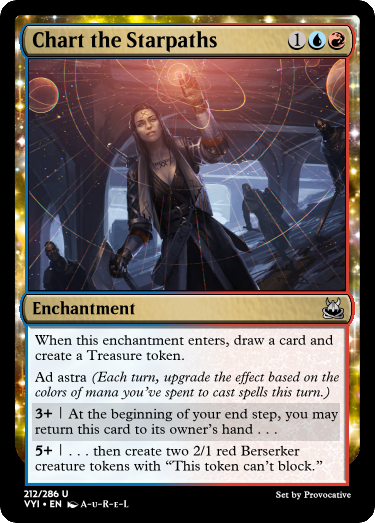 Chart the Starpaths 1
Enchantment
When this enchantment enters, draw a card and
create a Treasure token.
Ad astra (Each turn, upgrade the effect based on the
colors of mana you've spent to cast spells this turn.)
3+ | At the beginning of your end step, you may
return this card to its owner's hand . . .
5+ | . . . then create two 2/1 red Berserker
creature tokens with "This token can't block."
212/286 U
VYI • EN A-U-R-E-L
Set by Provocative